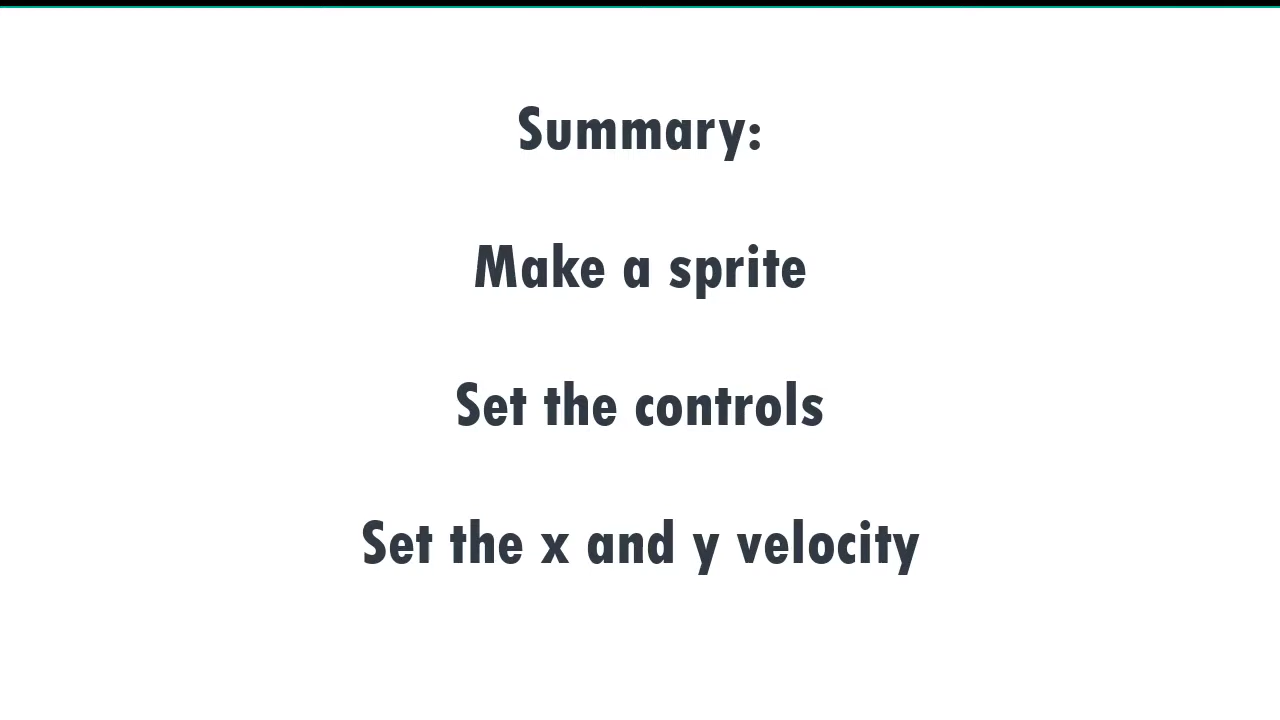 Summary:
Make a sprite
Set the controls
Set the x and y velocity